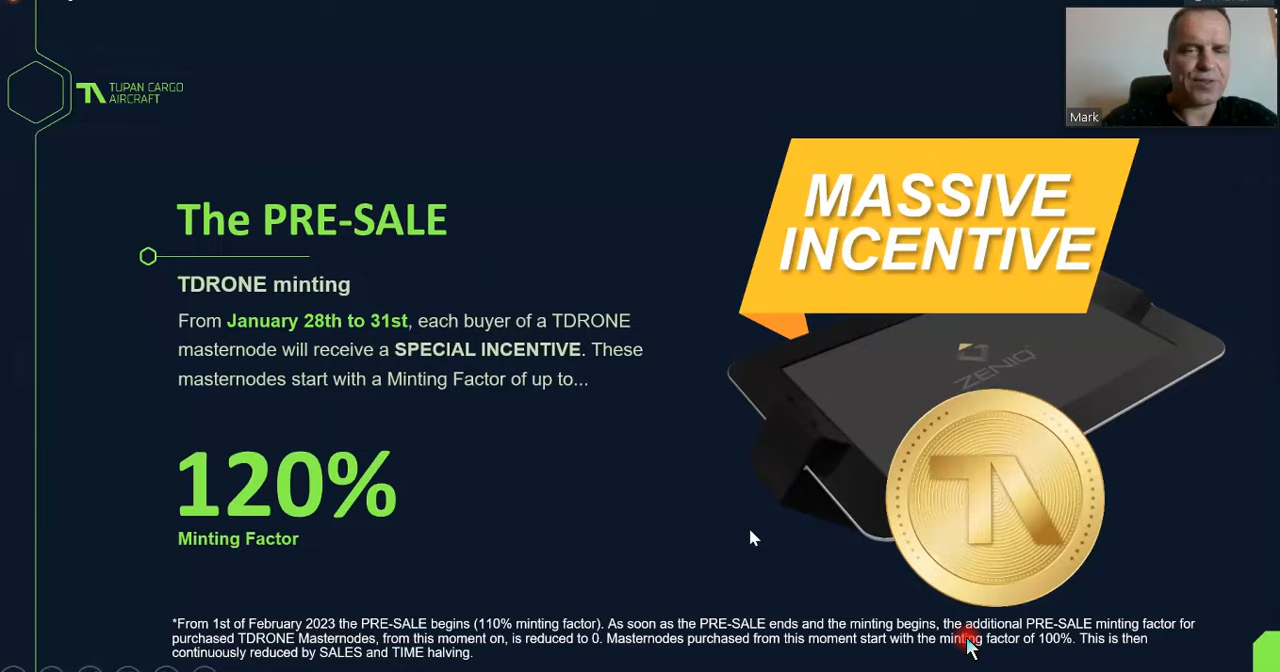 TUPAN CARGO
AIRCRAFT
Mark
MASSIVE
INCENTIVE
The PRE-SALE
TDRONE minting
From January 28th to 31st, each buyer of a TDRONE
masternode will receive a SPECIAL INCENTIVE. These
masternodes start with a Minting Factor of up to...
ZENIQ
120%
Minting Factor
*From 1st of February 2023 the PRE-SALE begins (110% minting factor). As soon as the PRE-SALE ends and the minting begins, the additional PRE-SALE minting factor for
purchased TDRONE Masternodes, from this moment on, is reduced to 0. Masternodes purchased from this moment start with the minting factor of 100%. This is then
continuously reduced by SALES and TIME halving.